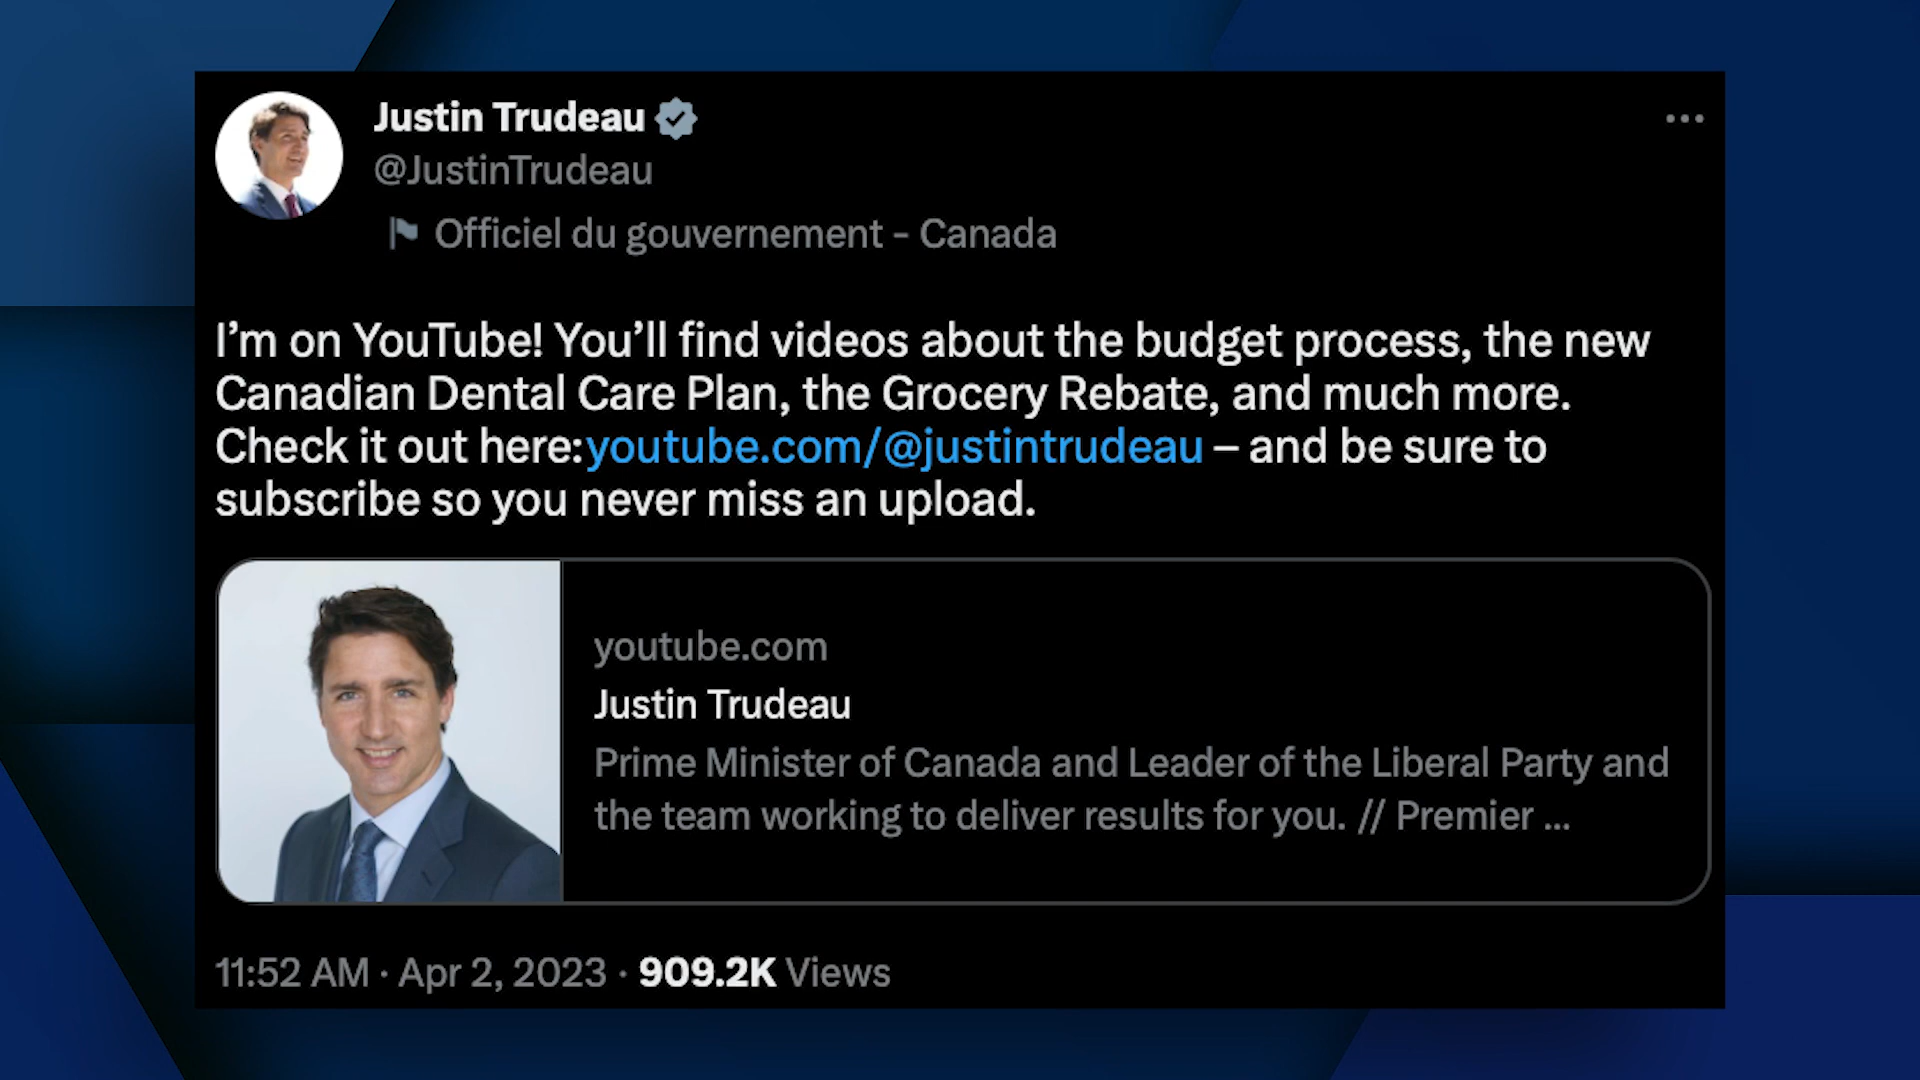 Justin Trudeau
@JustinTrudeau
Officiel du gouvernement - Canada
I’m on YouTube! You’ll find videos about the budget process, the new
Canadian Dental Care Plan, the Grocery Rebate, and much more.
Check it out here:youtube.com/@justintrudeau – and be sure to
subscribe so you never miss an upload.
youtube.com
Justin Trudeau
Prime Minister of Canada and Leader of the Liberal Party and
the team working to deliver results for you. // Premier ...
11:52 AM · Apr 2, 2023 · 909.2K Views